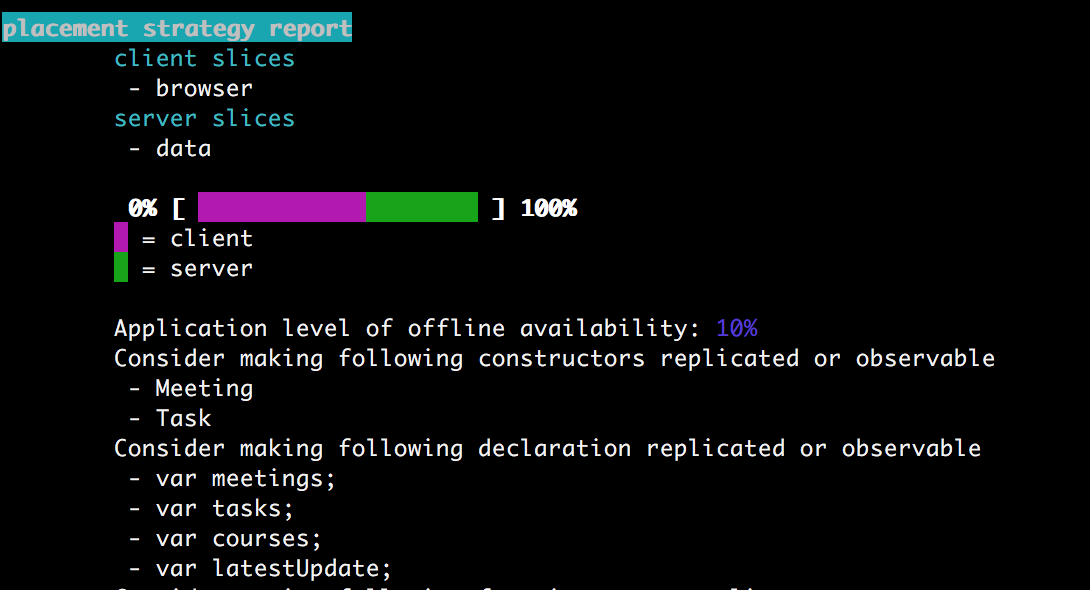 placement strategy report
client slices
- browser
server slices
- data
0% [ ] 100%
= client
= server
Application level of offline availability: 10%
Consider making following constructors replicated or observable
- Meeting
- Task
Consider making following declaration replicated or observable
- var meetings;
- var tasks;
- var courses;
- var latestUpdate;